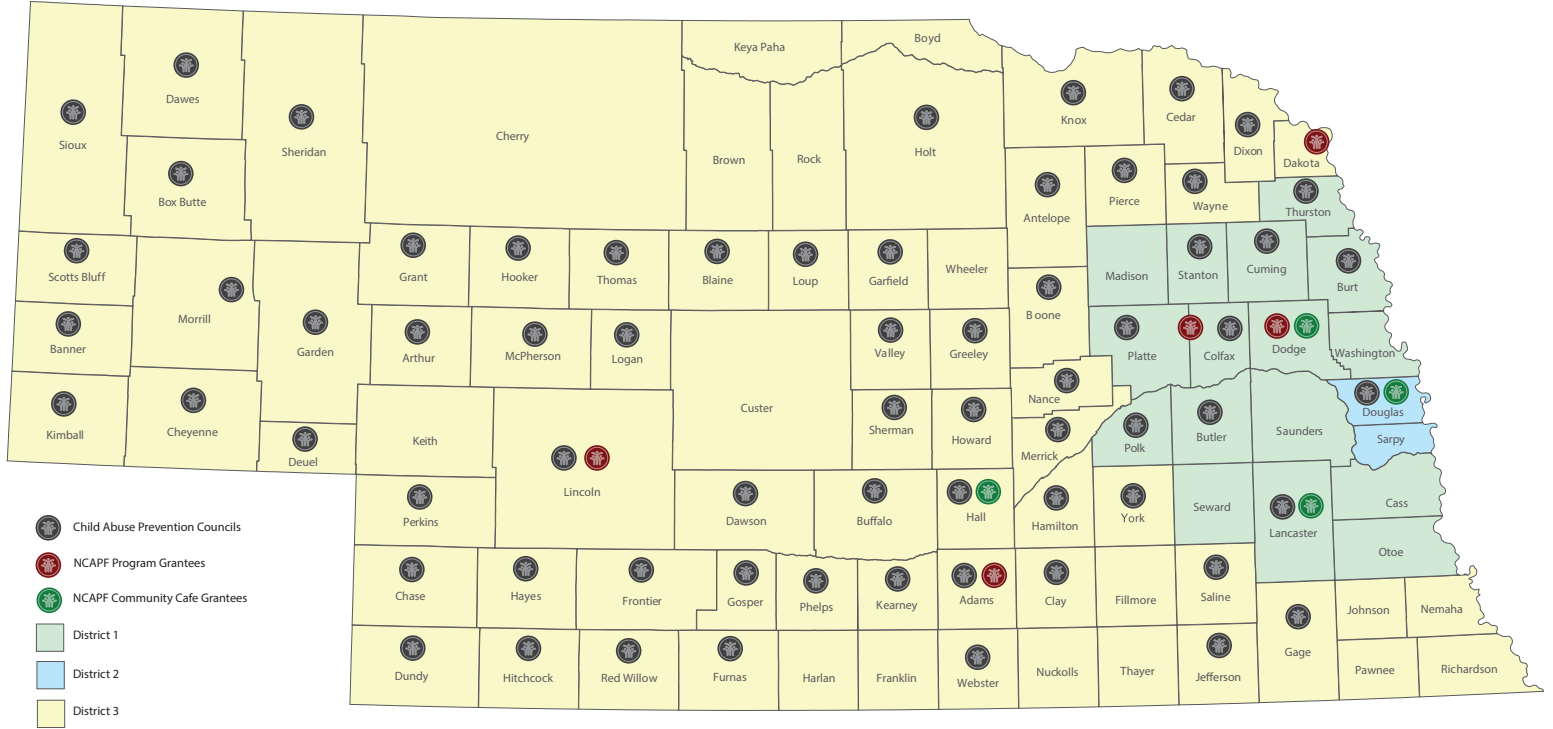 Keya Paha
Boyd
Dawes
Sioux
Sheridan
Cherry
Brown
Rock
Holt
Knox
Cedar
Dixon
Dakota
Box Butte
Antelope
Pierce
Wayne
Thurston
Scotts Bluff
Grant
Hooker
Thomas
Blaine
Loup
Garfield
Wheeler
Madison
Stanton
Cuming
Burt
Morrill
Garden
Banner
Arthur
McPherson
Logan
Valley
Greeley
Boone
Platte
Colfax
Dodge
Washington
Kimball
Cheyenne
Deuel
Keith
Lincoln
Custer
Sherman
Howard
Nance
Merrick
Polk
Butler
Saunders
Douglas
Sarpy
Perkins
Dawson
Buffalo
Hall
Hamilton
York
Seward
Lancaster
Cass
Otoe
Chase
Hayes
Frontier
Gosper
Phelps
Kearney
Adams
Clay
Fillmore
Saline
Gage
Johnson
Nemaha
Dundy
Hitchcock
Red Willow
Furnas
Harlan
Franklin
Webster
Nuckolls
Thayer
Jefferson
Pawnee
Richardson
Child Abuse Prevention Councils
NCAPF Program Grantees
NCAPF Community Cafe Grantees
District 1
District 2
District 3